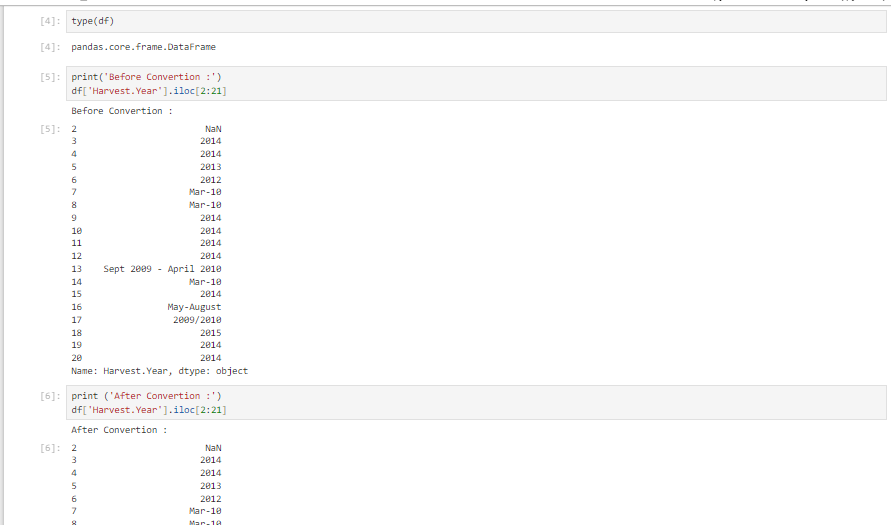 [4]: type(df)
[4]: pandas.core.frame.DataFrame
[5]: print('Before Convertion :')
df['Harvest.Year'].iloc[2:21]
Before Convertion :
[5]: 2 NaN
3 2014
4 2014
5 2013
6 2012
7 Mar-10
8 Mar-10
9 2014
10 2014
11 2014
12 2014
13 Sept 2009 - April 2010
14 Mar-10
15 2014
16 May-August
17 2009/2010
18 2015
19 2014
20 2014
Name: Harvest.Year, dtype: object
[6]: print ('After Convertion :')
df['Harvest.Year'].iloc[2:21]
After Convertion :
[6]: 2 NaN
3 2014
4 2014
5 2013
6 2012
7 Mar-10
8 Mar-10